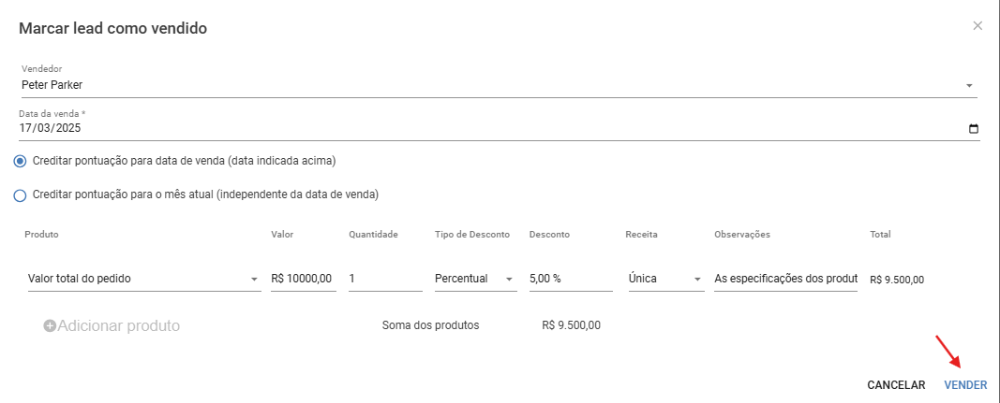 Marcar lead como vendido
Vendedor
Peter Parker
Data da venda *
17/03/2025
Creditar pontuação para data de venda (data indicada acima)
Creditar pontuação para o mês atual (independente da data de venda)
Produto Valor Quantidade Tipo de Desconto Desconto Receita Observações Total
Valor total do pedido R$ 10000,00 1 Percentual 5,00 % Única As especificações dos produt R$ 9.500,00
Adicionar produto Soma dos produtos R$ 9.500,00
CANCELAR VENDER